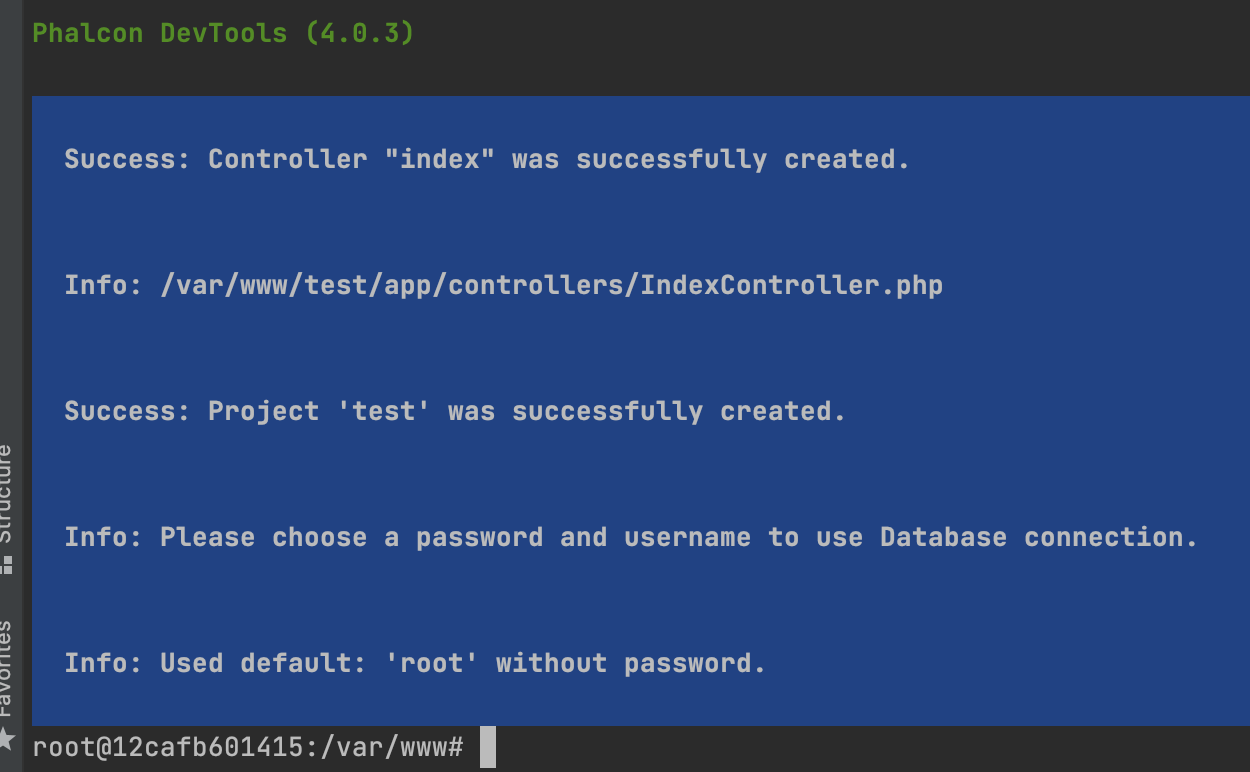 Phalcon DevTools (4.0.3)
Success: Controller "index" was successfully created.
Info: /var/www/test/app/controllers/IndexController.php
Success: Project 'test' was successfully created.
Info: Please choose a password and username to use Database connection.
Info: Used default: 'root' without password.
root@12cafb601415:/var/www#
Structure
Favorites